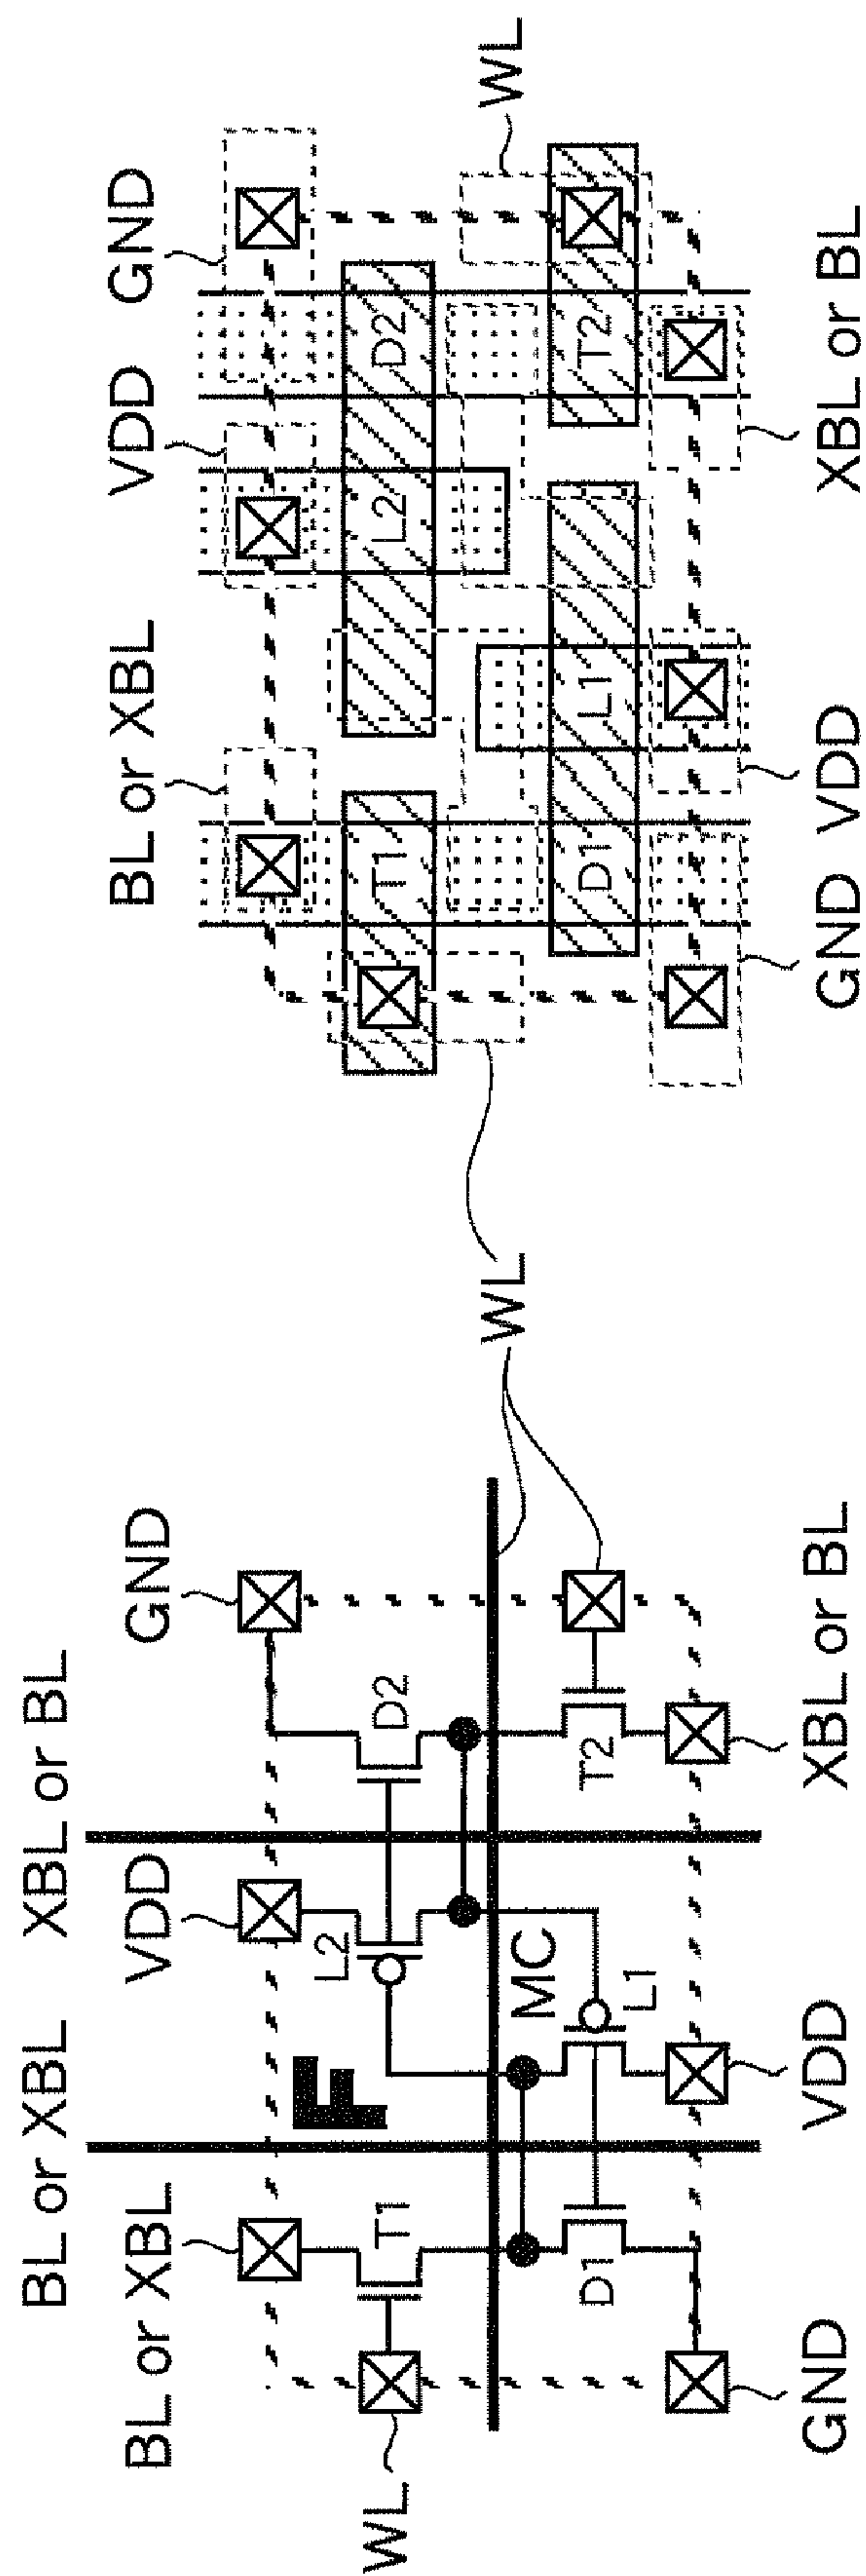 BL or XBL
XBL or BL
BL or XBL
VDD
GND
F
L2
WL
T1
D2
WL
MC
D1
L1
T2
GND
VDD
XBL or BL
BL or XBL
VDD
GND
T1
L2
D2
WL
D1
L1
T2
GND
VDD
XBL or BL